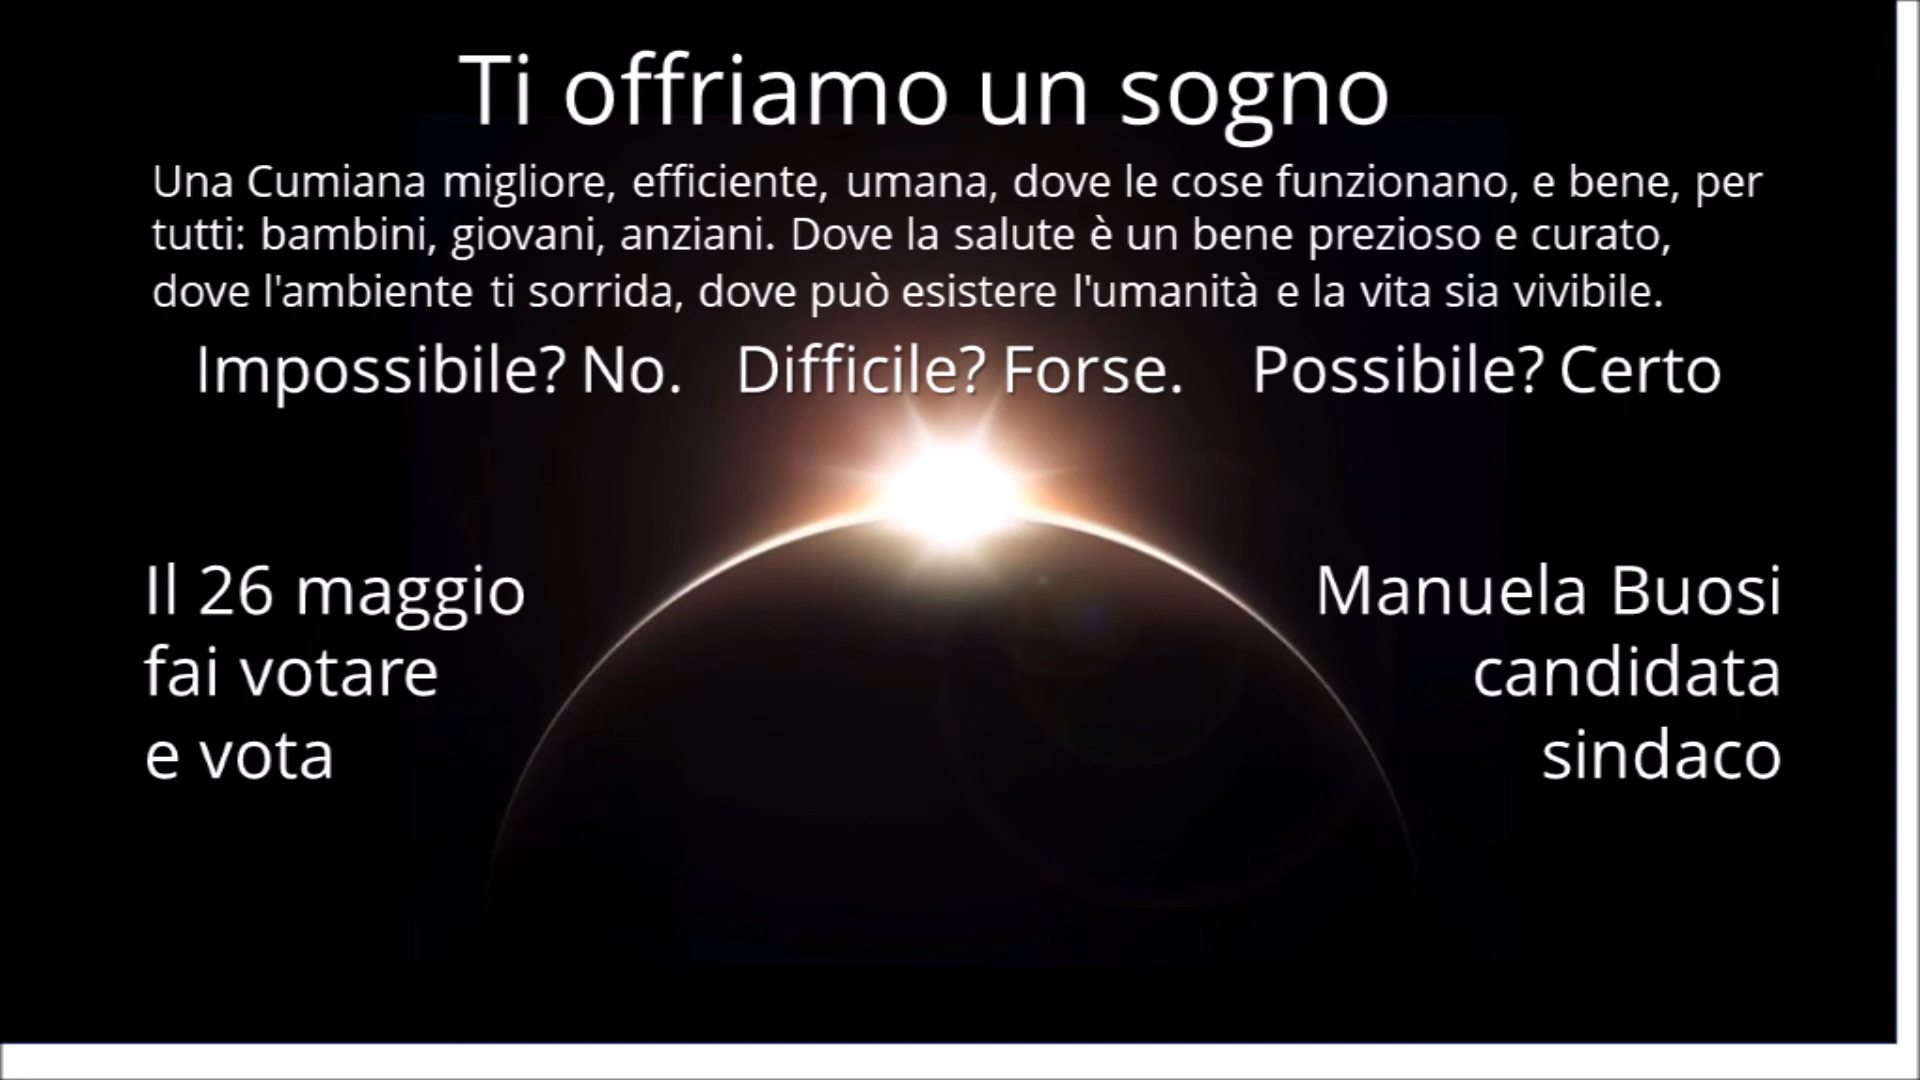 Ti offriamo un sogno
Una Cumiana migliore, efficiente, umana, dove le cose funzionano, e bene, per
tutti: bambini, giovani, anziani. Dove la salute è un bene prezioso e curato,
dove l'ambiente ti sorrida, dove può esistere l'umanità e la vita sia vivibile.
Impossibile? No. Difficile? Forse. Possibile? Certo
Il 26 maggio
fai votare
e vota
Manuela Buosi
candidata
sindaco